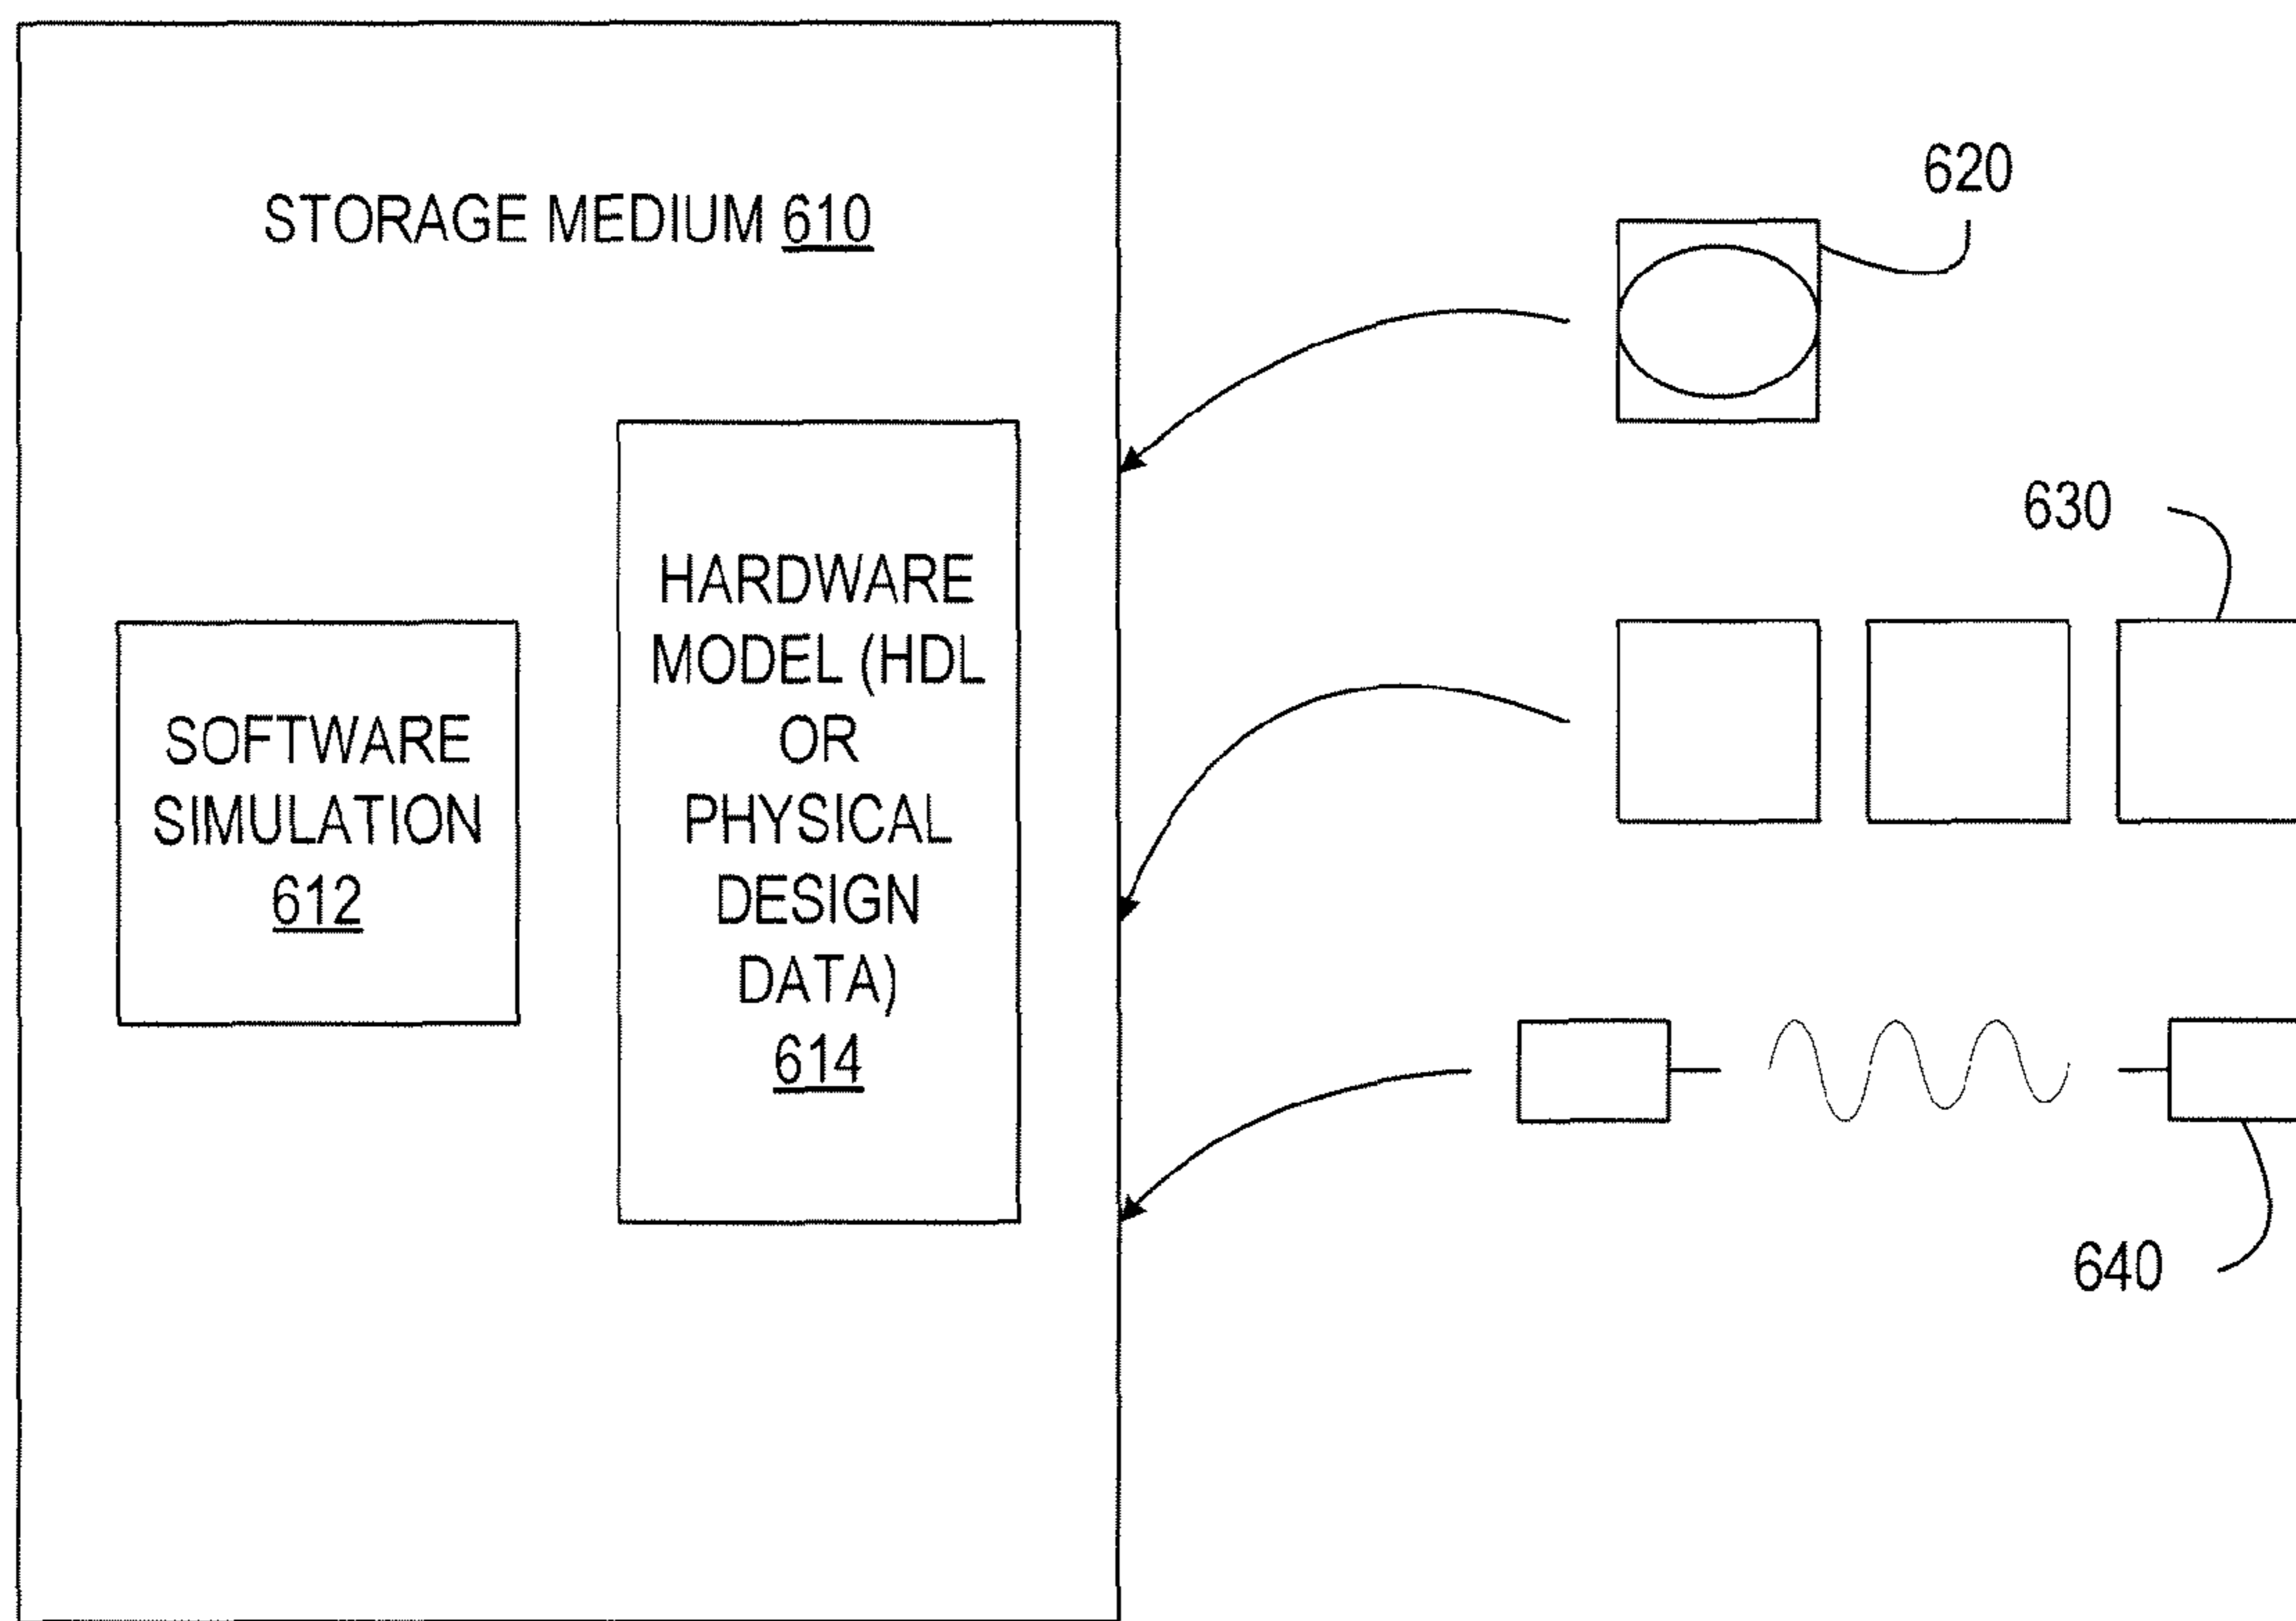 STORAGE MEDIUM 610
SOFTWARE
SIMULATION
612
HARDWARE
MODEL (HDL
OR
PHYSICAL
DESIGN
DATA)
614
620
630
640